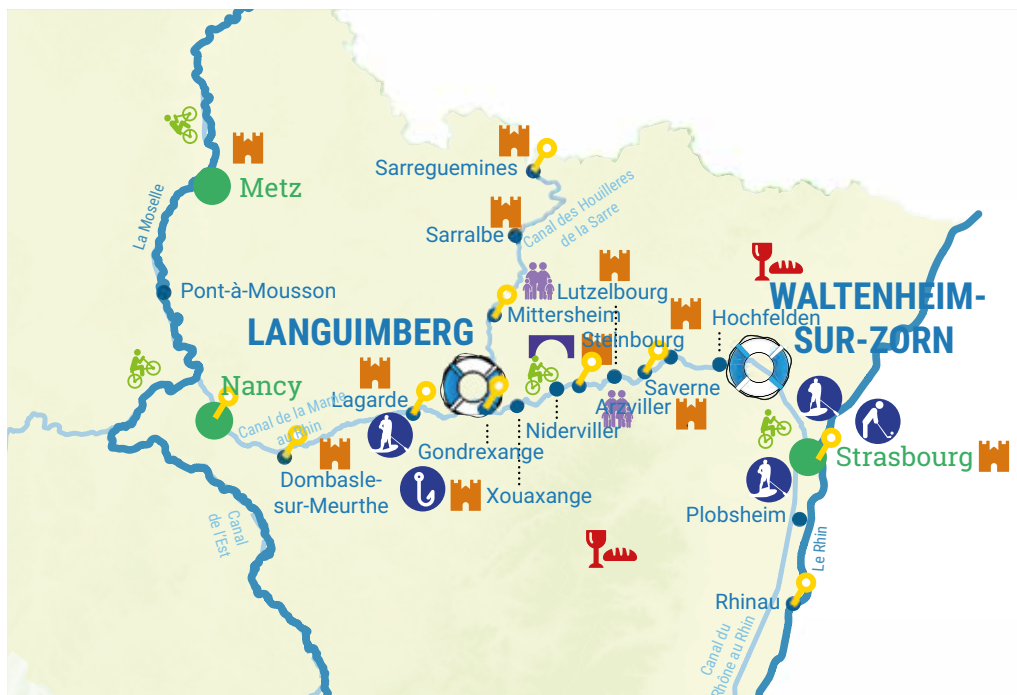 Sarreguemines
Metz
Canal des Houilleres
de la Sarre
La Moselle
Sarralbe
Pont-à-Mousson
Lutzelbourg
WALTENHEIM-
SUR-ZORN
Mittersheim
Hochfelden
LANGUIMBERG
Steinbourg
Nancy
Saverne
Lagarde
Arzviller
Canal de la Marne
au Rhin
Niderviller
Gondrexange
Strasbourg
Dombasle-
sur-Meurthe
Xouaxange
Plobsheim
Canal
de l'Est
Le Rhin
Rhinau
Canal du
Rhône au Rhin